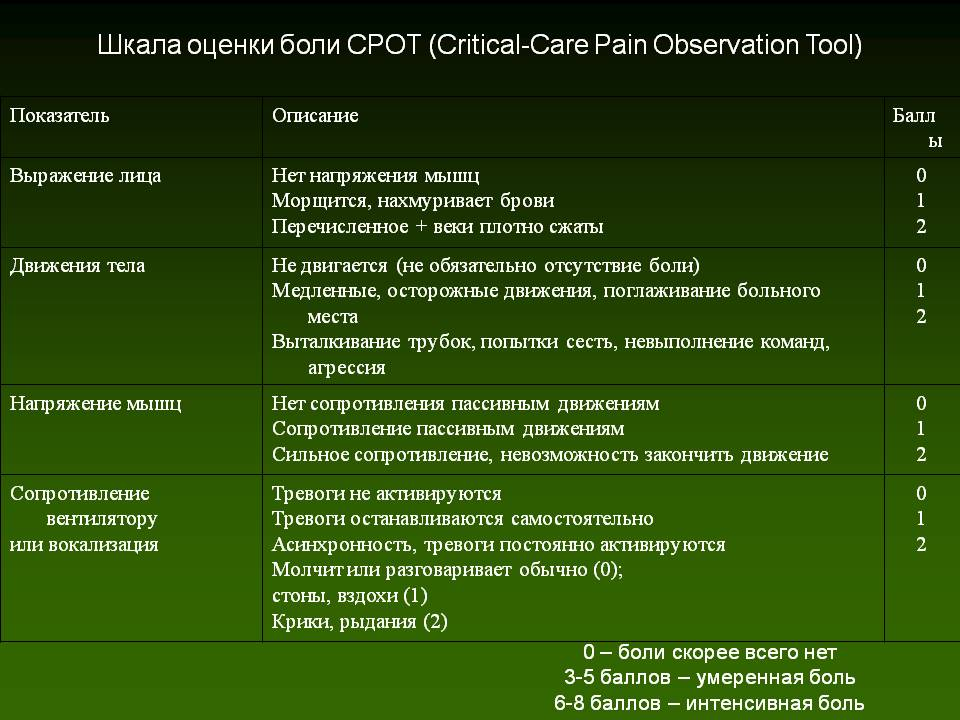 Шкала оценки боли CPOT (Critical-Care Pain Observation Tool)
Показатель
Описание
Балл
ы
Выражение лица
Нет напряжения мышц
0
Морщится, нахмуривает брови
1
Перечисленное + веки плотно сжаты
2
Движения тела
Не двигается (не обязательно отсутствие боли)
0
Медленные, осторожные движения, поглаживание больного
1
места
2
Выталкивание трубок, попытки сесть, невыполнение команд,
агрессия
Напряжение мышц
Нет сопротивления пассивным движениям
0
Сопротивление пассивным движениям
1
Сильное сопротивление, невозможность закончить движение
2
Сопротивление
вентилятору
или вокализация
Тревоги не активируются
0
Тревоги останавливаются самостоятельно
1
Асинхронность, тревоги постоянно активируются
2
Молчит или разговаривает обычно (0);
стоны, вздохи (1)
Крики, рыдания (2)
0 – боли скорее всего нет
3-5 баллов – умеренная боль
6-8 баллов – интенсивная боль